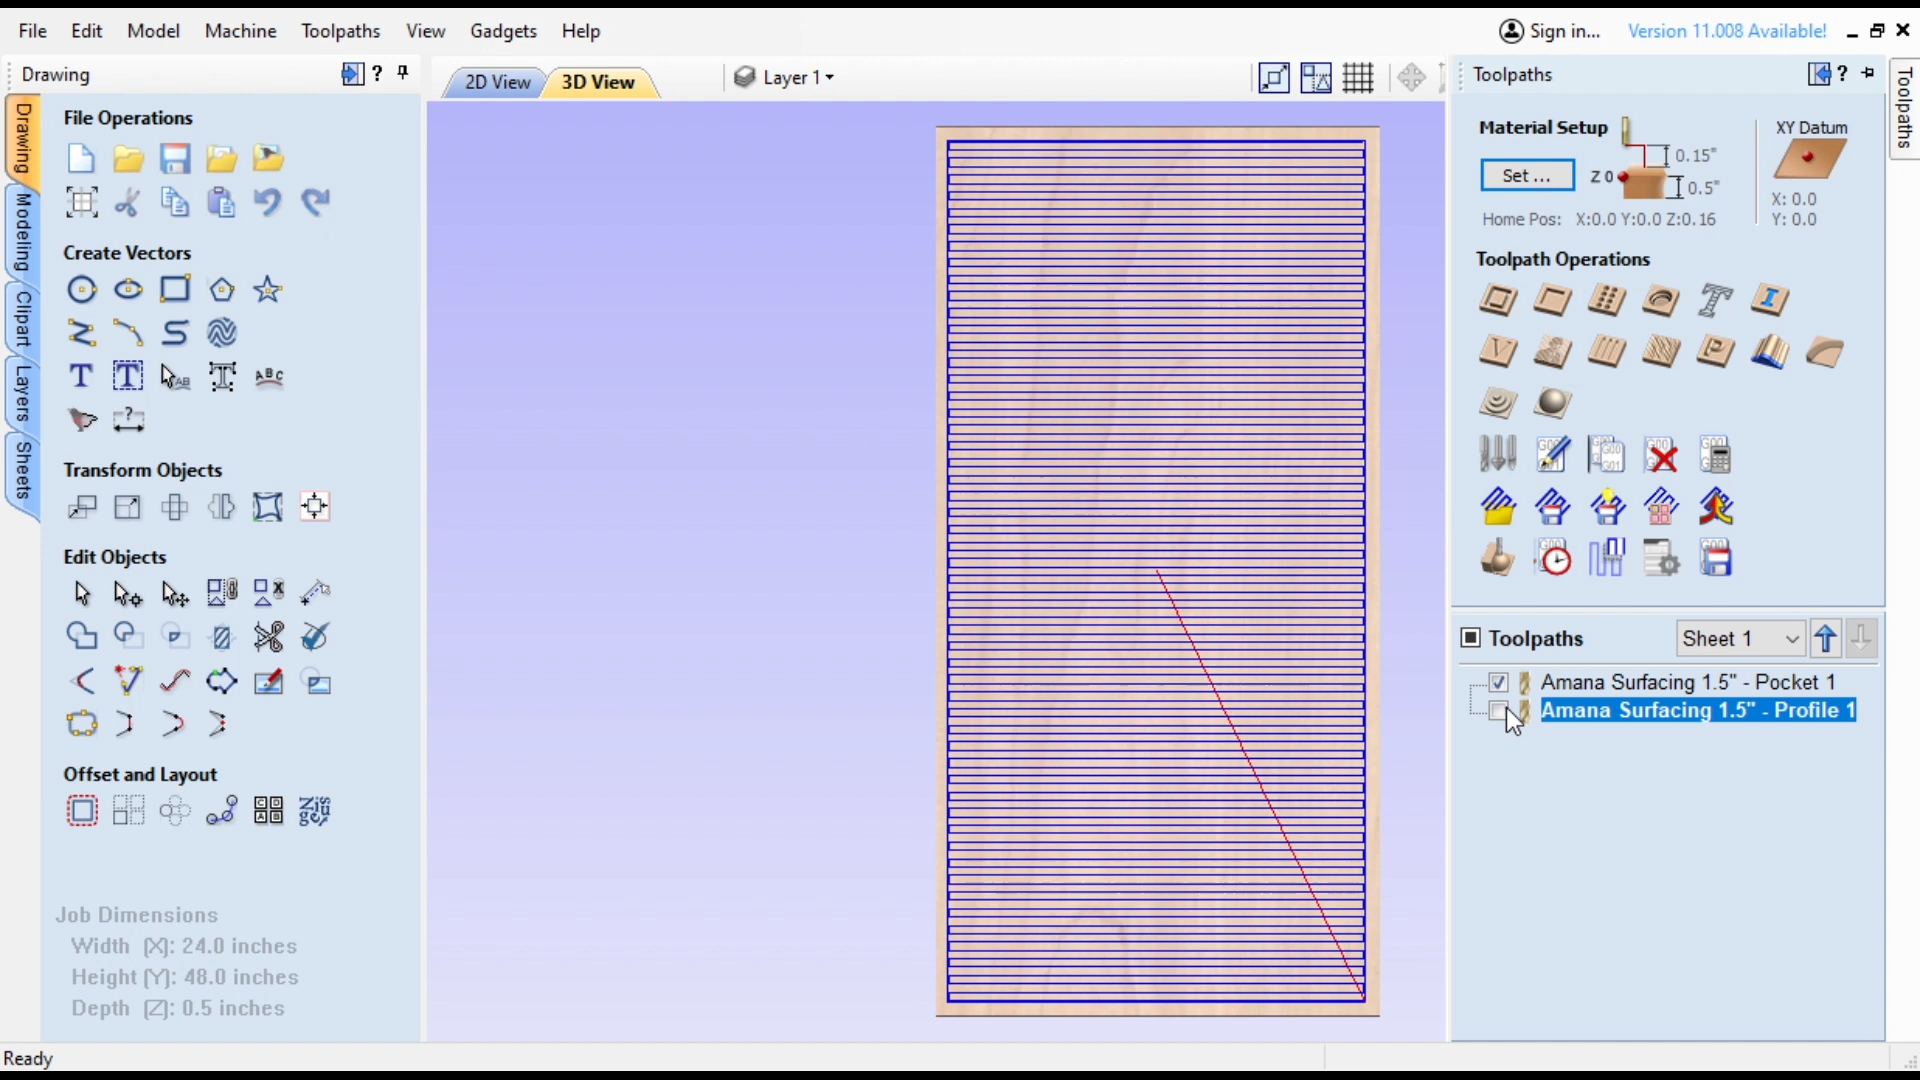 File Edit Model Machine Toolpaths View Gadgets Help
Sign in... Version 11.008 Available!
Drawing ?
2D View 3D View Layer 1
Toolpaths ?
Toolpaths
Drawing
Modeling
Clipart
Layers
Sheets
File Operations
Create Vectors
Transform Objects
Edit Objects
Offset and Layout
Job Dimensions
Width (X): 24.0 inches
Height (Y): 48.0 inches
Depth (Z): 0.5 inches
Ready
Material Setup
Set ...
Z 0
0.15"
0.5"
Home Pos: X:0.0 Y:0.0 Z:0.16
XY Datum
X: 0.0
Y: 0.0
Toolpath Operations
Toolpaths Sheet 1
Amana Surfacing 1.5" - Pocket 1
Amana Surfacing 1.5" - Profile 1